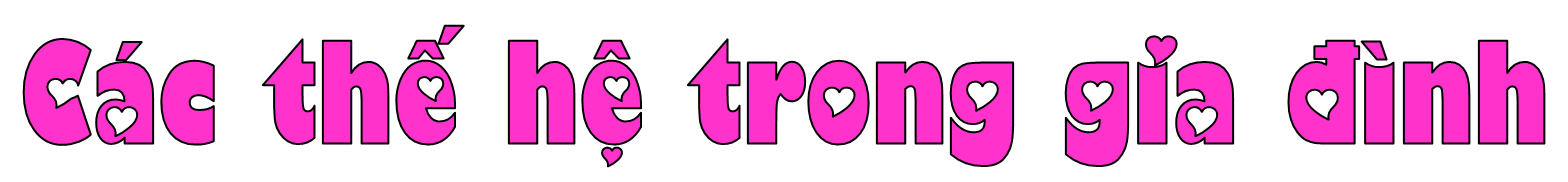 Các thế hệ trong gia đình